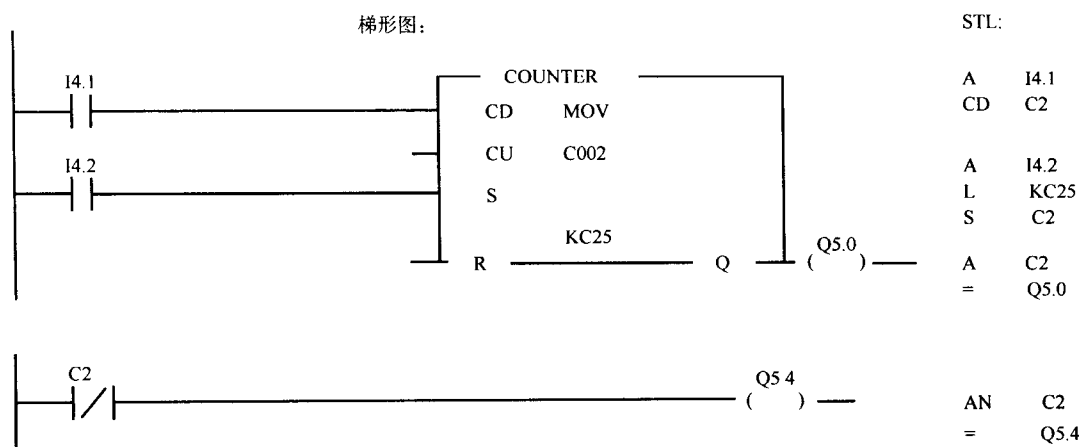 梯形图：
STL:
I4.1
COUNTER
CD MOV
CU C002
I4.2
S
KC25
R Q
Q5.0
( )
A I4.1
CD C2
A I4.2
L KC25
S C2
A C2
= Q5.0
C2
Q5 4
( )
AN C2
= Q5.4